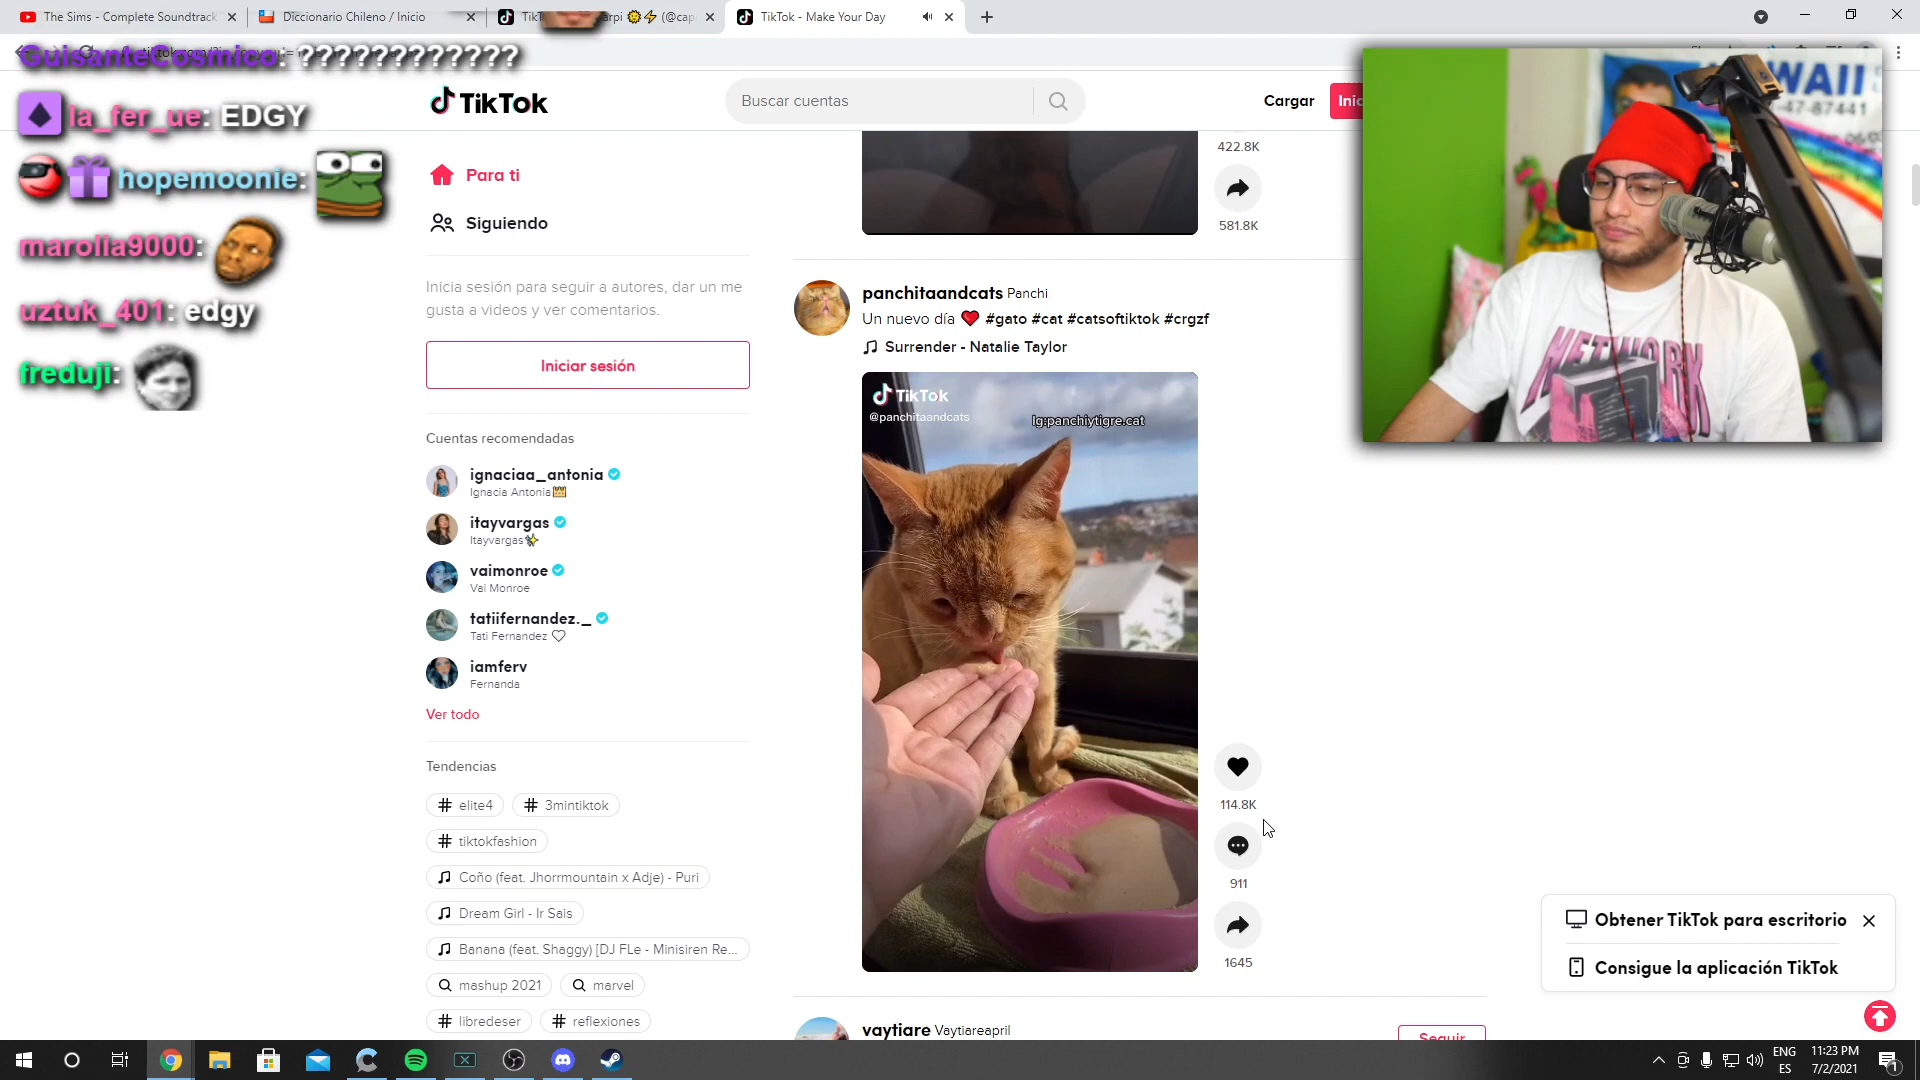 The Sims - Complete Soundtrack
Diccionario Chileno / Inicio
TikTok - Make Your Day
GuisanteCosmico: ????????????
la_fer_ue: EDGY
hopemoonie:
marolia9000:
uztuk_401: edgy
freduji:
TikTok
Buscar cuentas
Cargar
Para ti
Siguiendo
Inicia sesión para seguir a autores, dar un me
gusta a videos y ver comentarios.
Iniciar sesión
Cuentas recomendadas
ignaciaa_antonia
Ignacia Antonia
itayvargas
Itayvargas
vaimonroe
Vai Monroe
tatiifernandez._
Tati Fernandez
iamferv
Fernanda
Ver todo
Tendencias
# elite4
# 3mintiktok
# tiktokfashion
Coño (feat. Jhorrmountain x Adje) - Puri
Dream Girl - Ir Sais
Banana (feat. Shaggy) [DJ FLe - Minisiren Re...
mashup 2021
marvel
# libredeser
# reflexiones
422.8K
581.8K
panchitaandcats Panchi
Un nuevo día ❤ #gato #cat #catsoftiktok #crgzf
Surrender - Natalie Taylor
TikTok
@panchitaandcats
Ig:panchiytigre.cat
114.8K
911
1645
vaytiare Vaytiareapril
Seguir
WAII
47-87441
NETWORK
Obtener TikTok para escritorio
Consigue la aplicación TikTok
ENG
ES
11:23 PM
7/2/2021
1